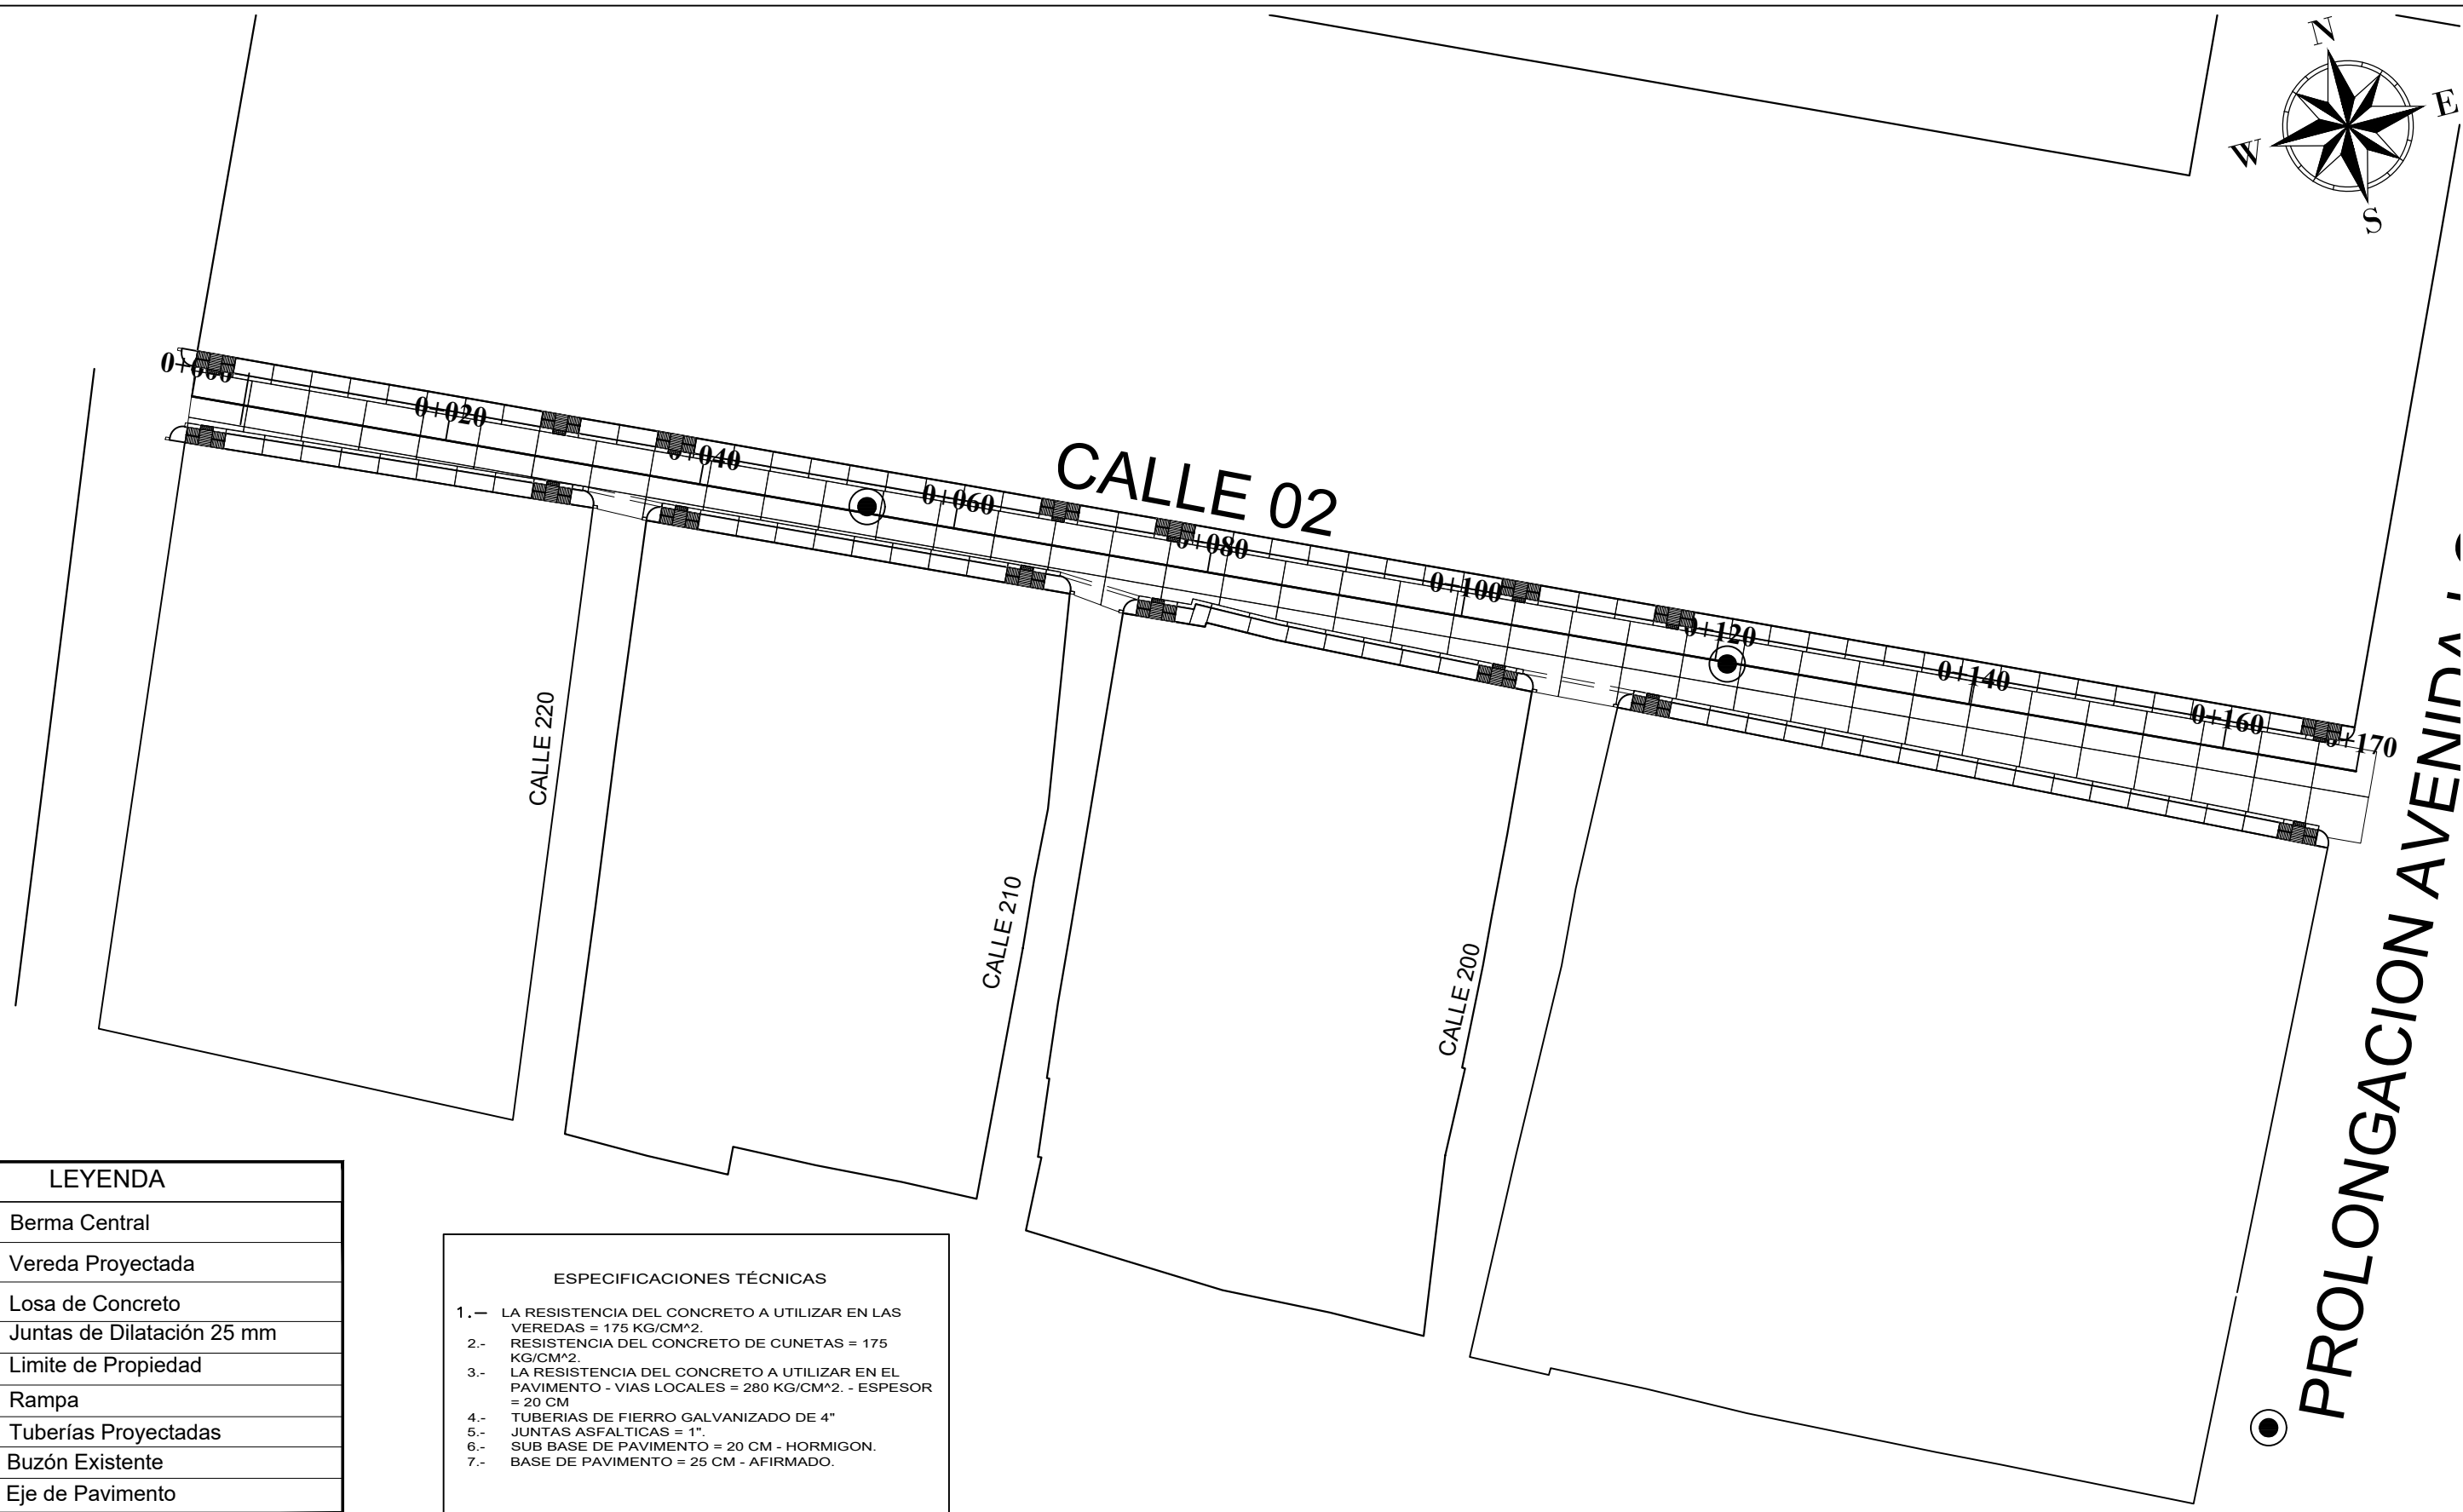 N
E
W
S
0+000
0+020
0+040
0+060
CALLE 02
0+080
0+100
0+120
0+140
0+160
0+170
CALLE 220
CALLE 210
CALLE 200
PROLONGACION AVENIDA
LEYENDA
Berma Central
Vereda Proyectada
Losa de Concreto
Juntas de Dilatación 25 mm
Limite de Propiedad
Rampa
Tuberías Proyectadas
Buzón Existente
Eje de Pavimento
ESPECIFICACIONES TÉCNICAS
1.— LA RESISTENCIA DEL CONCRETO A UTILIZAR EN LAS
VEREDAS = 175 KG/CM^2.
2.- RESISTENCIA DEL CONCRETO DE CUNETAS = 175
KG/CM^2.
3.- LA RESISTENCIA DEL CONCRETO A UTILIZAR EN EL
PAVIMENTO - VIAS LOCALES = 280 KG/CM^2. - ESPESOR
= 20 CM
4.- TUBERIAS DE FIERRO GALVANIZADO DE 4"
5.- JUNTAS ASFALTICAS = 1".
6.- SUB BASE DE PAVIMENTO = 20 CM - HORMIGON.
7.- BASE DE PAVIMENTO = 25 CM - AFIRMADO.